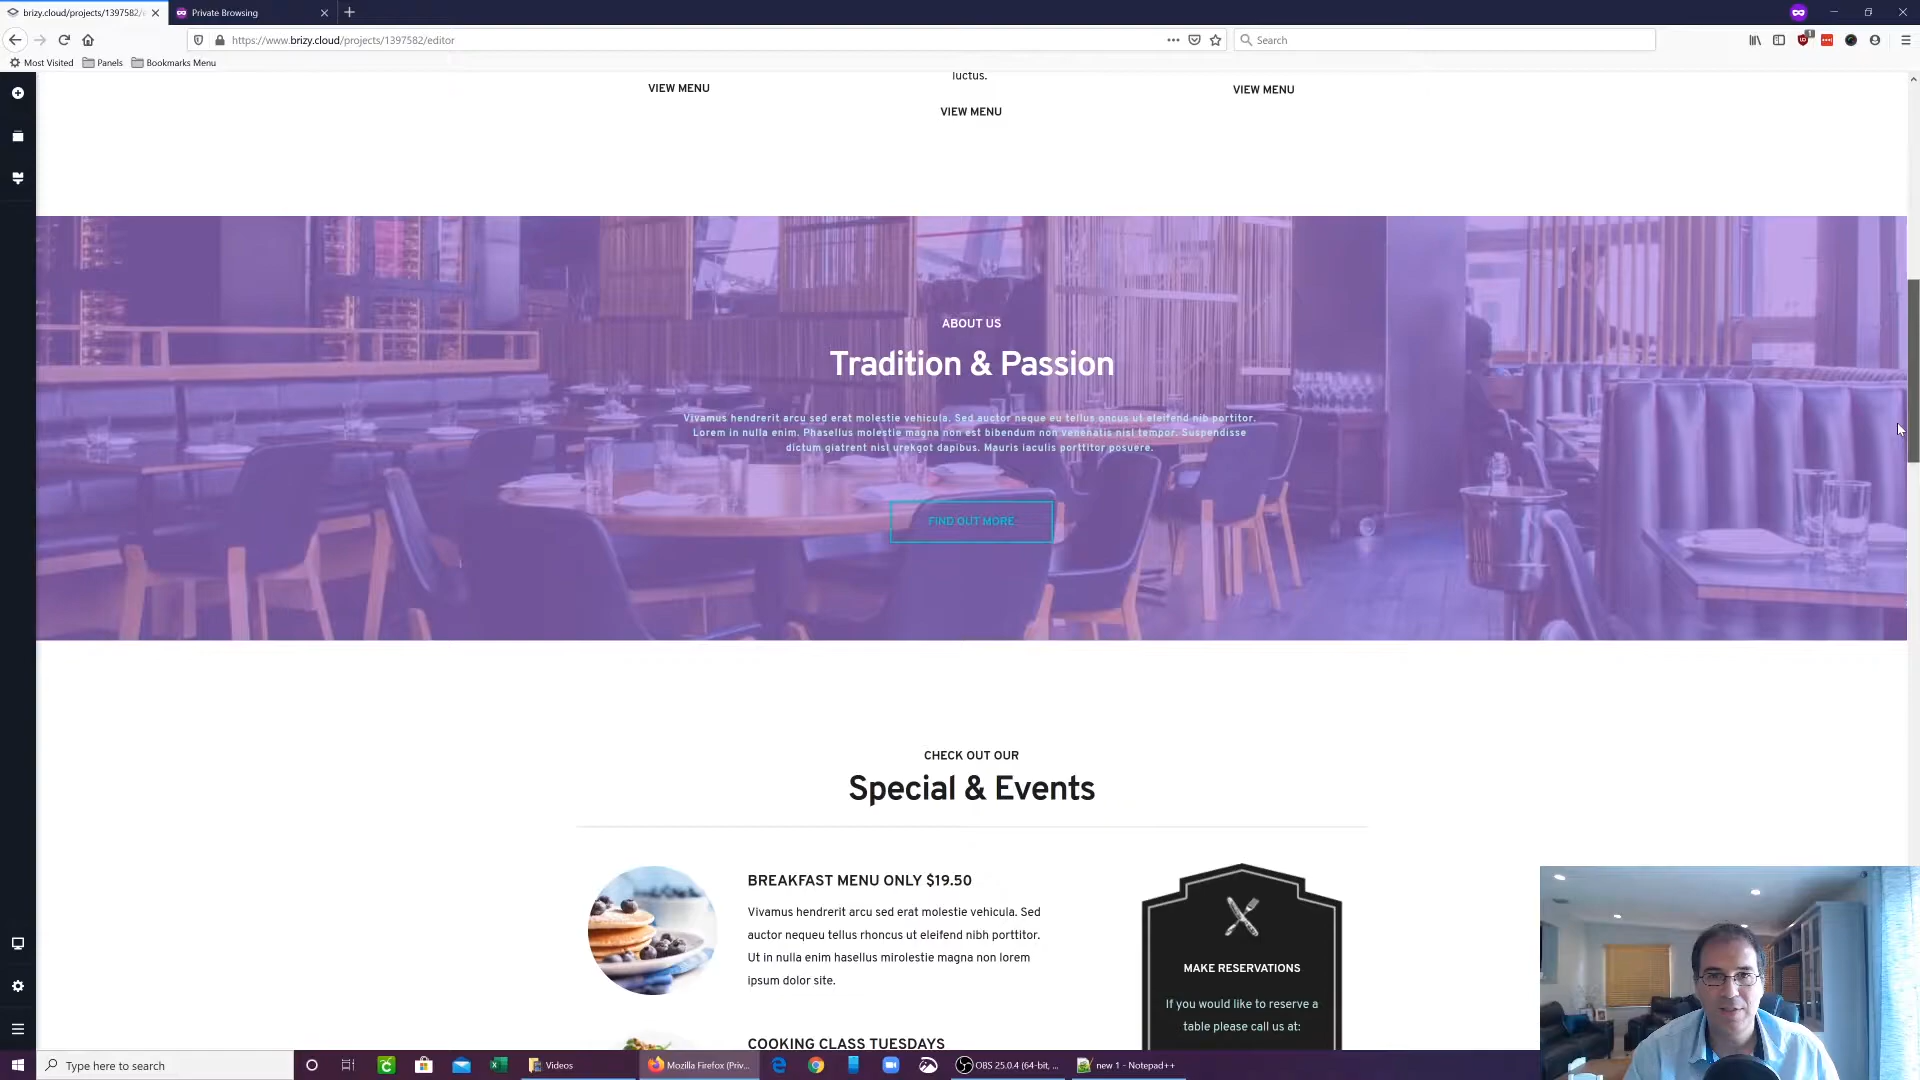 brizy.cloud/projects/1397582/e
Private Browsing
https://www.brizy.cloud/projects/1397582/editor
Search
Most Visited
Panels
Bookmarks Menu
luctus.
VIEW MENU
VIEW MENU
VIEW MENU
ABOUT US
Tradition & Passion
Vivamus hendrerit arcu sed erat molestie vehicula. Sed auctor neque eu tellus oncus ut eleifend nib portitor.
Lorem in nulla enim. Phasellus molestie magna non est bibendum non venenatis nisl tempor. Suspendisse
dictum giatrent nisl urekgot dapibus. Mauris iaculis porttitor posuere.
FIND OUT MORE
CHECK OUT OUR
Special & Events
BREAKFAST MENU ONLY $19.50
Vivamus hendrerit arcu sed erat molestie vehicula. Sed
auctor nequeu tellus rhoncus ut eleifend nibh porttitor.
Ut in nulla enim hasellus mirolestie magna non lorem
ipsum dolor site.
COOKING CLASS TUESDAYS
MAKE RESERVATIONS
If you would like to reserve a
table please call us at:
Type here to search
Videos
Mozilla Firefox (Priv...
OBS 25.0.4 (64-bit, ...
new 1 - Notepad++